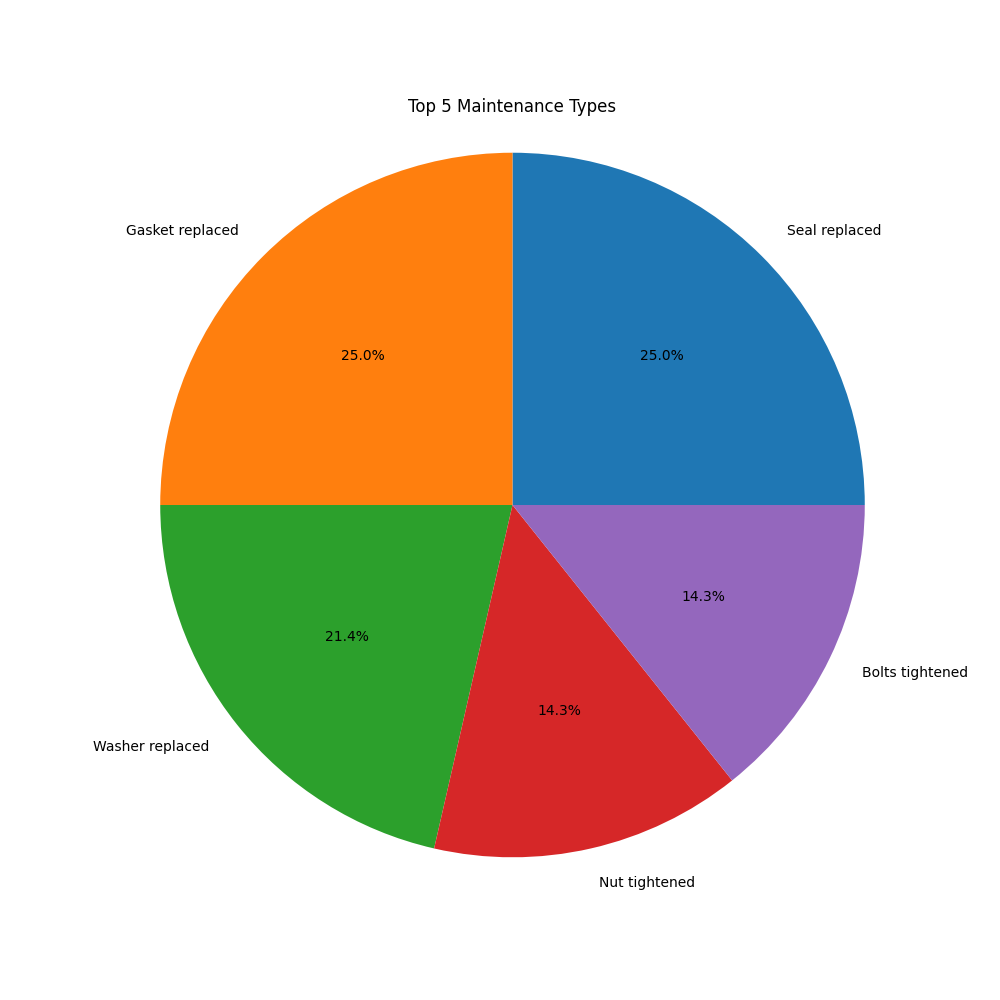 Top 5 Maintenance Types
Gasket replaced
Seal replaced
25.0%
25.0%
14.3%
21.4%
Bolts tightened
14.3%
Washer replaced
Nut tightened